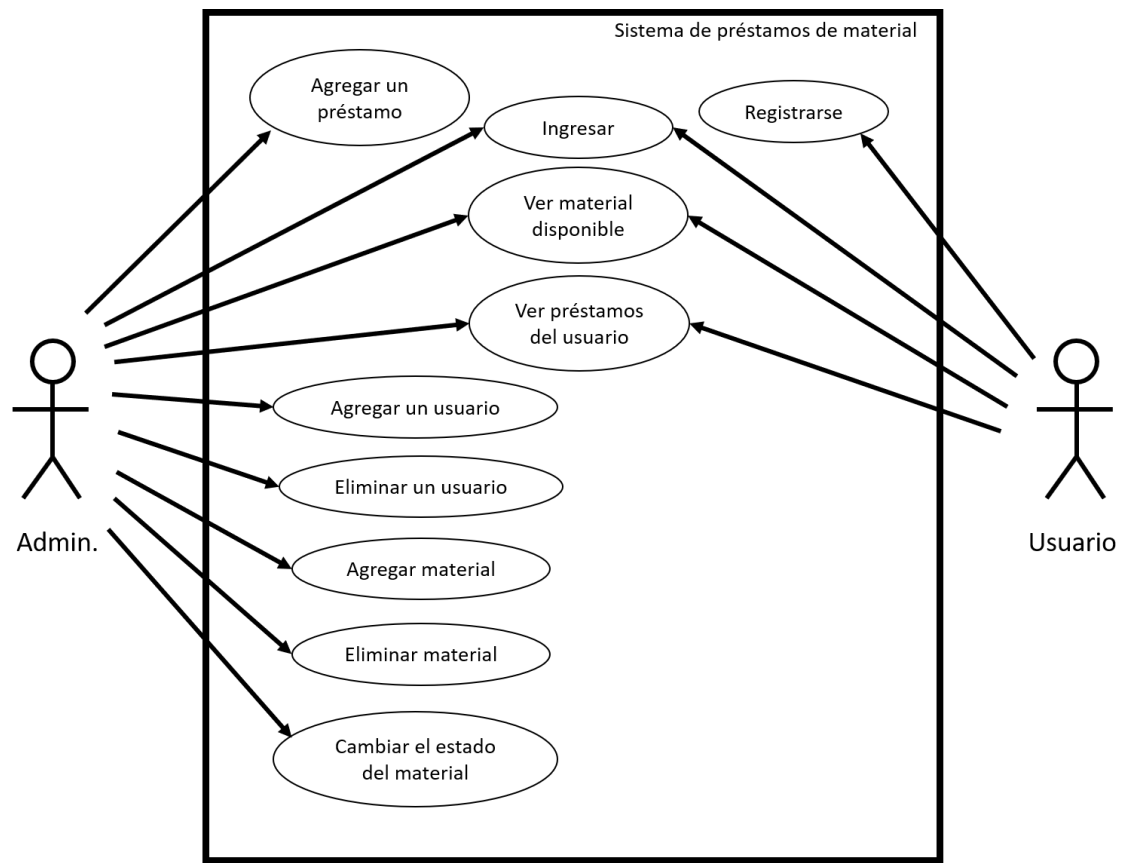 Sistema de préstamos de material
Agregar un
préstamo
Ingresar
Registrarse
Ver material
disponible
Ver préstamos
del usuario
Agregar un usuario
Eliminar un usuario
Agregar material
Eliminar material
Cambiar el estado
del material
Admin.
Usuario